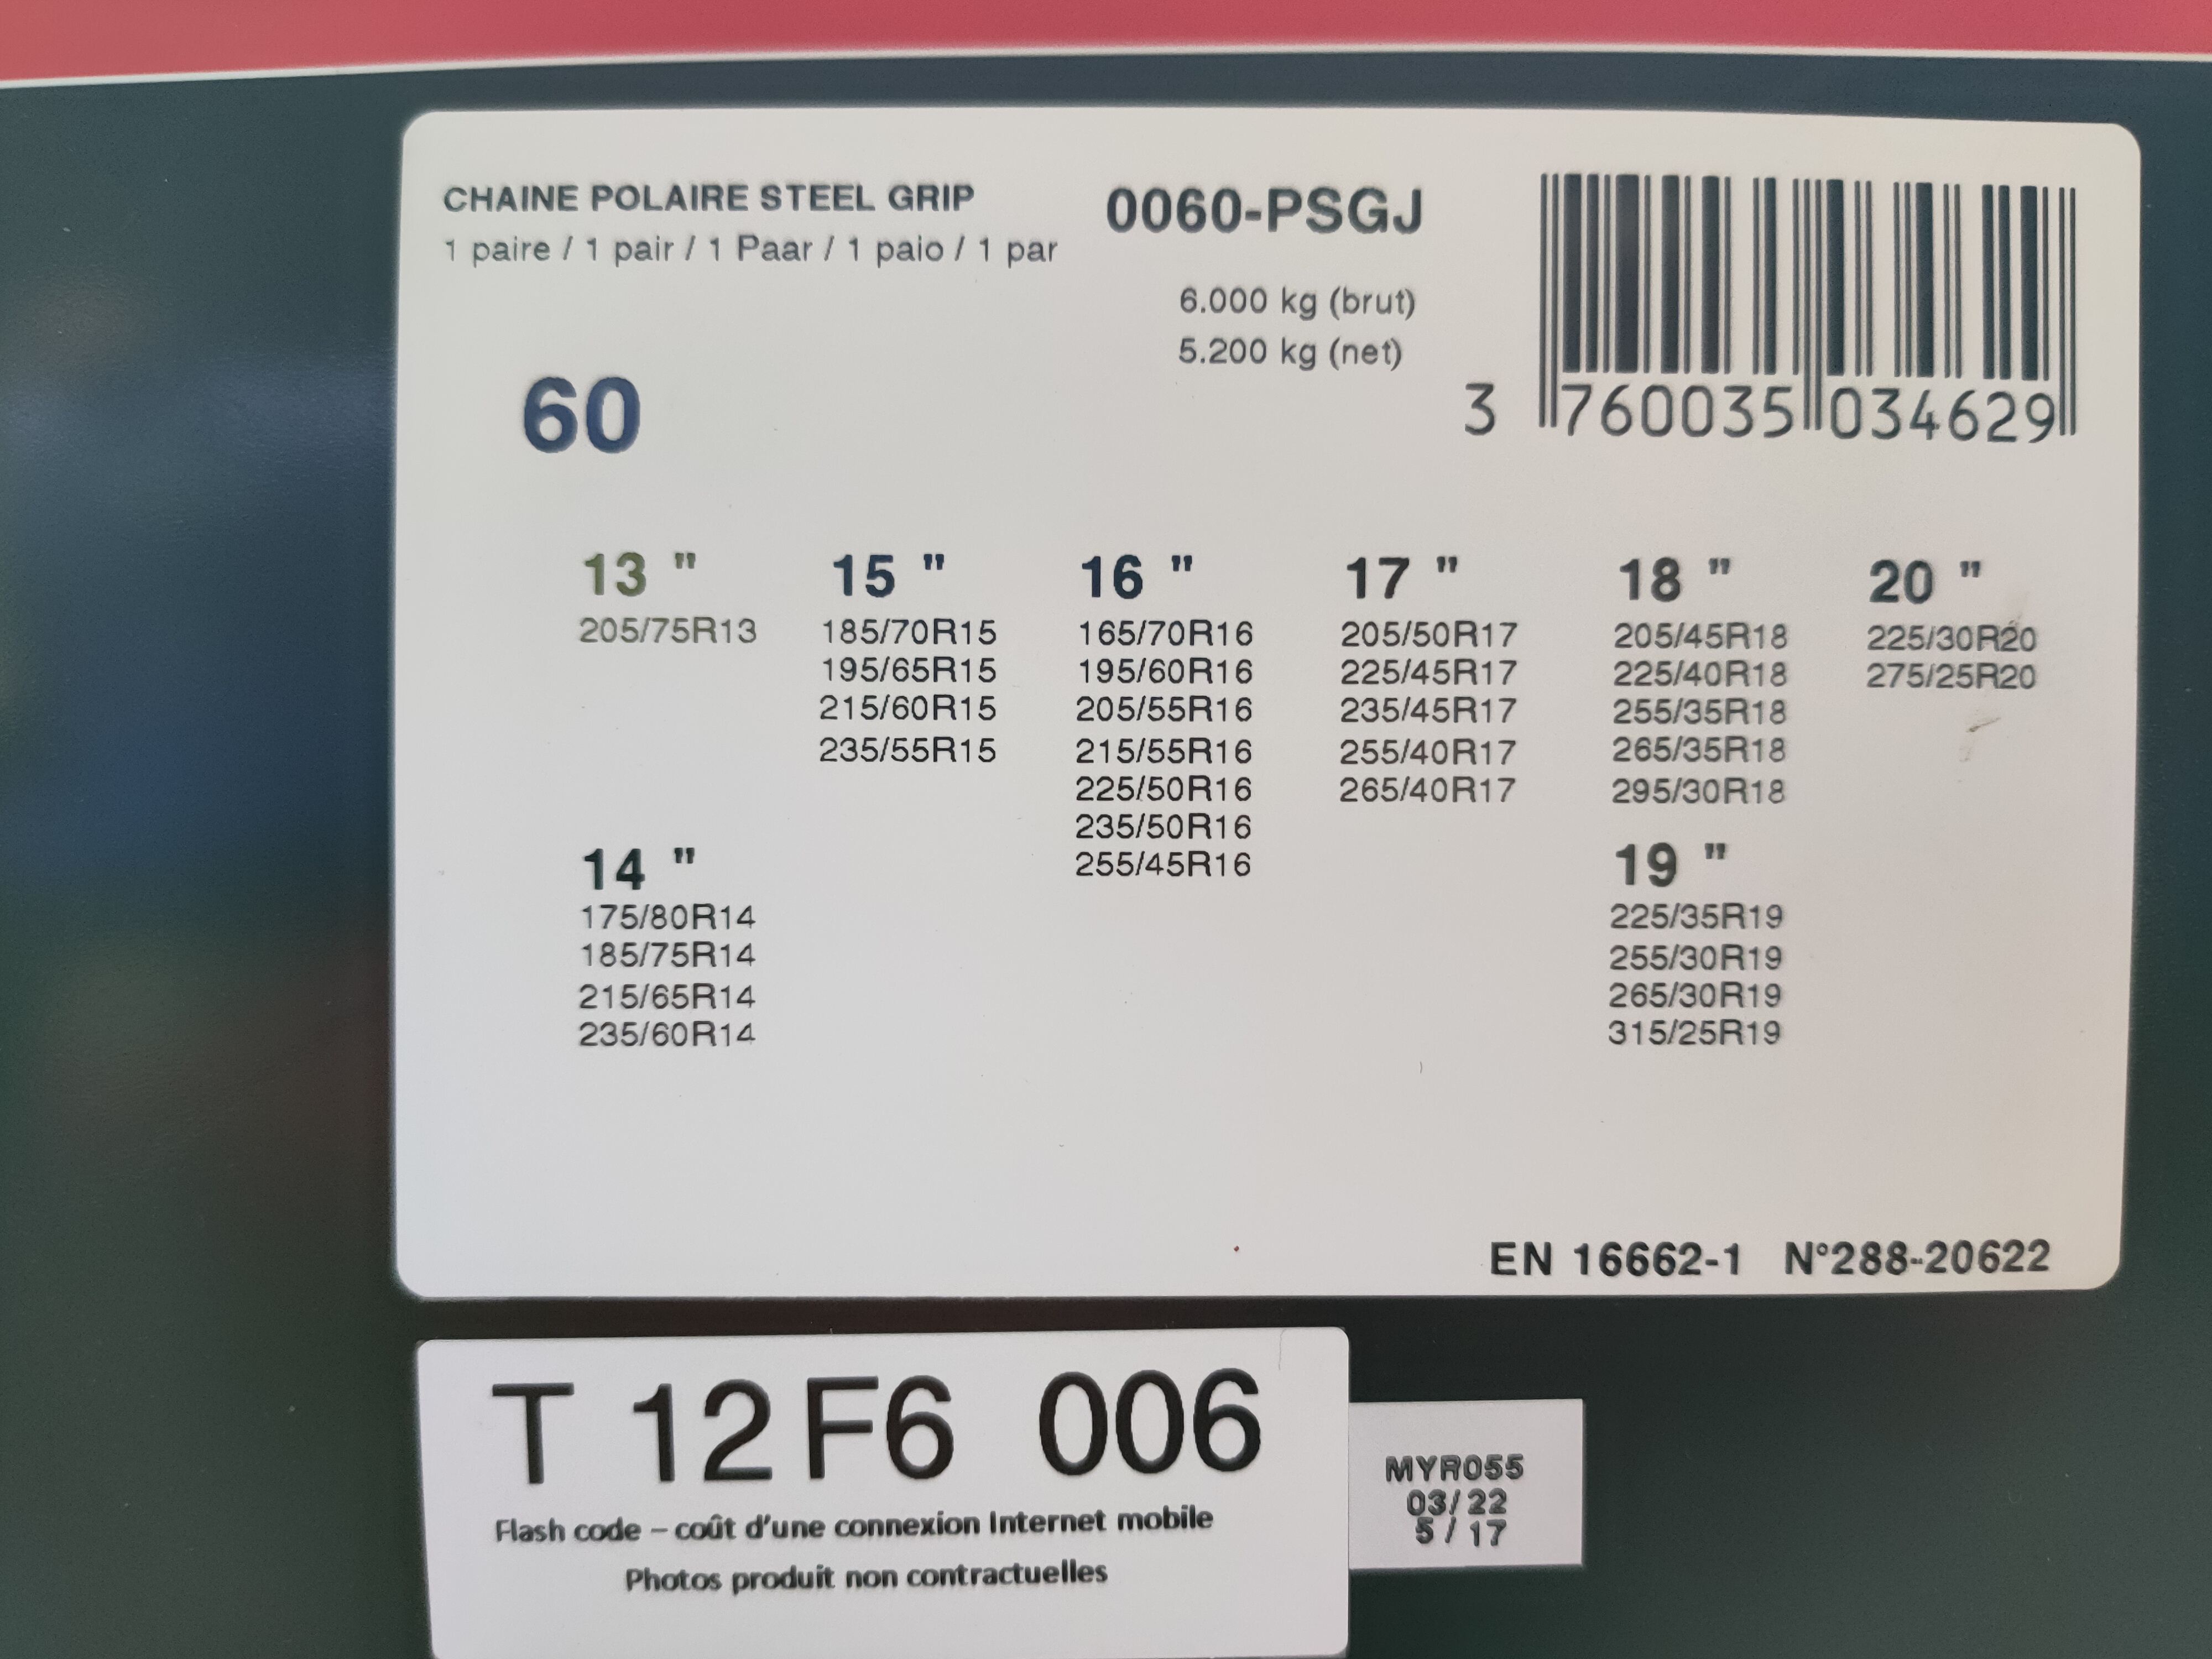 CHAINE POLAIRE STEEL GRIP
1 paire / 1 pair / 1 Paar / 1 paio / 1 par
0060-PSGJ
6.000 kg (brut)
5.200 kg (net)
3 760035 034629
60
13 "
205/75R13
14 "
175/80R14
185/75R14
215/65R14
235/60R14
15 "
185/70R15
195/65R15
215/60R15
235/55R15
16 "
165/70R16
195/60R16
205/55R16
215/55R16
225/50R16
235/50R16
255/45R16
17 "
205/50R17
225/45R17
235/45R17
255/40R17
265/40R17
18 "
205/45R18
225/40R18
255/35R18
265/35R18
295/30R18
19 "
225/35R19
255/30R19
265/30R19
315/25R19
20 "
225/30R20
275/25R20
EN 16662-1 N°288-20622
T 12F6 006
Flash code – coût d'une connexion Internet mobile
Photos produit non contractuelles
MYR055
03/22
5/17